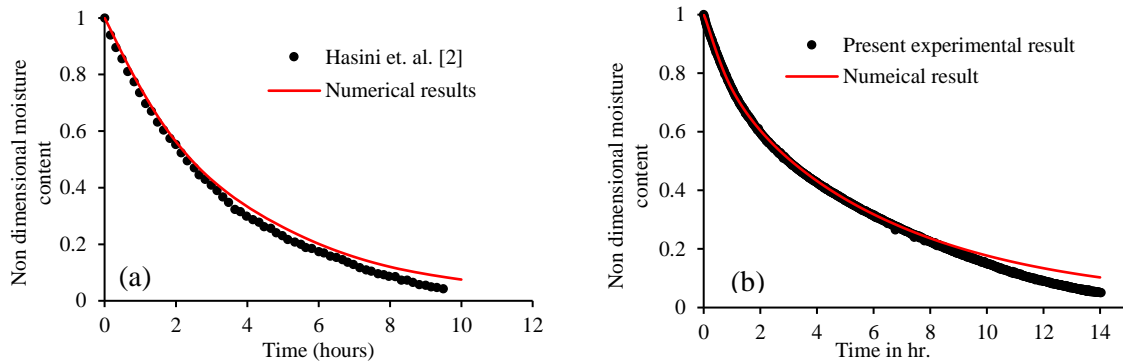 1
0.8
0.6
0.4
0.2
0
Non dimensional moisture
content
Hasini et. al. [2]
Numerical results
(a)
0 2 4 6 8 10 12
Time (hours)
1
0.8
0.6
0.4
0.2
0
Non dimensional moisture
content
Present experimental result
Numeical result
(b)
0 2 4 6 8 10 12 14
Time in hr.